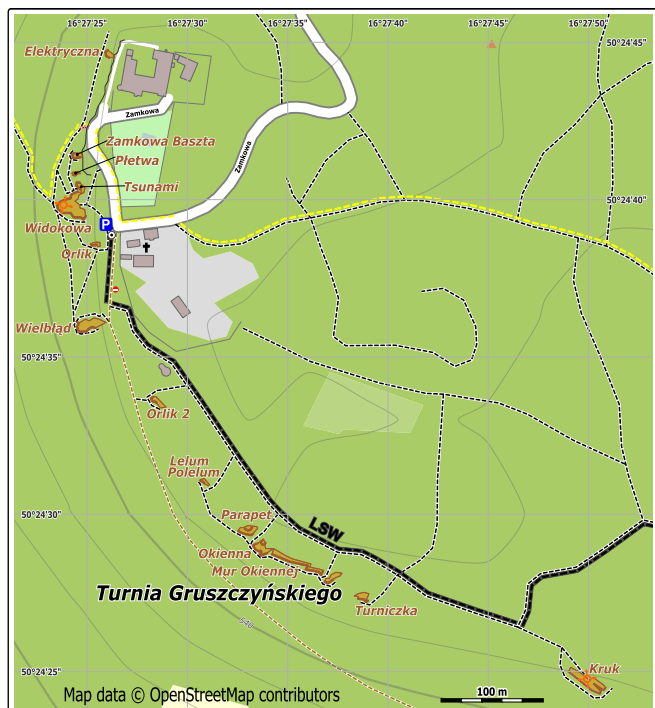 16°27'25" 16°27'30" 16°27'35" 16°27'40" 16°27'45" 16°27'50"
50°24'45"
Elektryczna
Zamkowa
Zamkowa Baszta
Płetwa
Zamkowa
Tsunami
50°24'40"
P
Widokowa
Orlik
Wielbłąd
50°24'35"
Orlik 2
Lelum
Polelum
Parapet
50°24'30"
LSW
Okienna
Mur Okiennej
Turnia Gruszczyńskiego
Turniczka
540
Kruk
50°24'25"
Map data © OpenStreetMap contributors
100 m